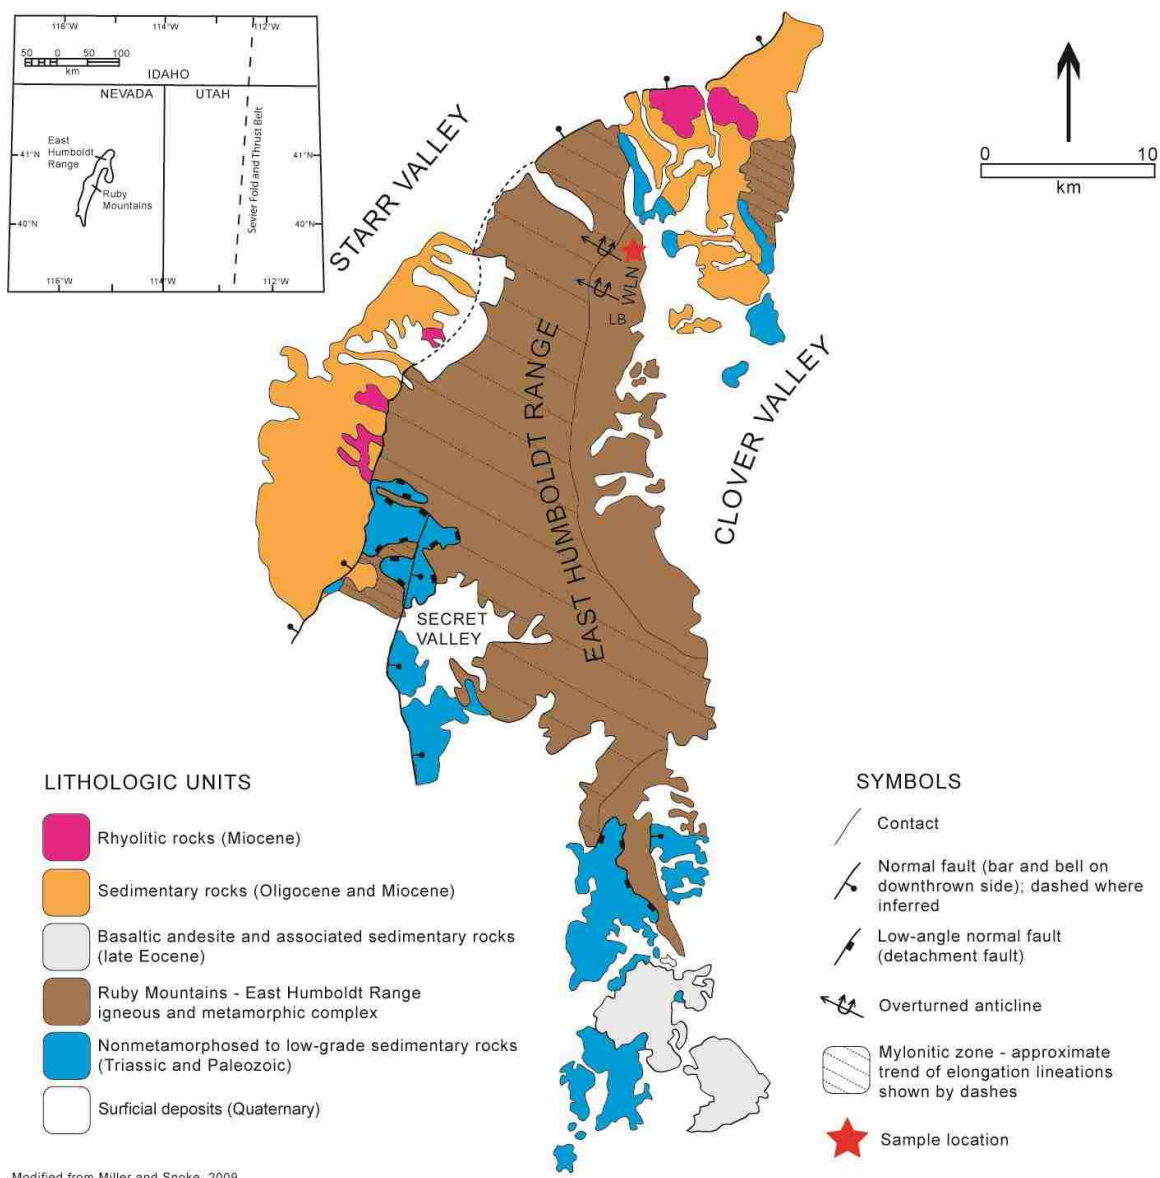 116°W
114°W
112°W
50 0 50 100
km
IDAHO
NEVADA
UTAH
East
Humboldt
Range
Ruby
Mountains
Sevier Fold and Thrust Belt
41°N
41°N
40°N
40°N
116°W
114°W
112°W
0 10
km
STARR VALLEY
WLN
LB
EAST HUMBOLDT RANGE
CLOVER VALLEY
SECRET
VALLEY
LITHOLOGIC UNITS
Rhyolitic rocks (Miocene)
Sedimentary rocks (Oligocene and Miocene)
Basaltic andesite and associated sedimentary rocks
(late Eocene)
Ruby Mountains - East Humboldt Range
igneous and metamorphic complex
Nonmetamorphosed to low-grade sedimentary rocks
(Triassic and Paleozoic)
Surficial deposits (Quaternary)
SYMBOLS
Contact
Normal fault (bar and bell on
downthrown side); dashed where
inferred
Low-angle normal fault
(detachment fault)
Overturned anticline
Mylonitic zone - approximate
trend of elongation lineations
shown by dashes
Sample location
Modified from Miller and Snoke, 2009